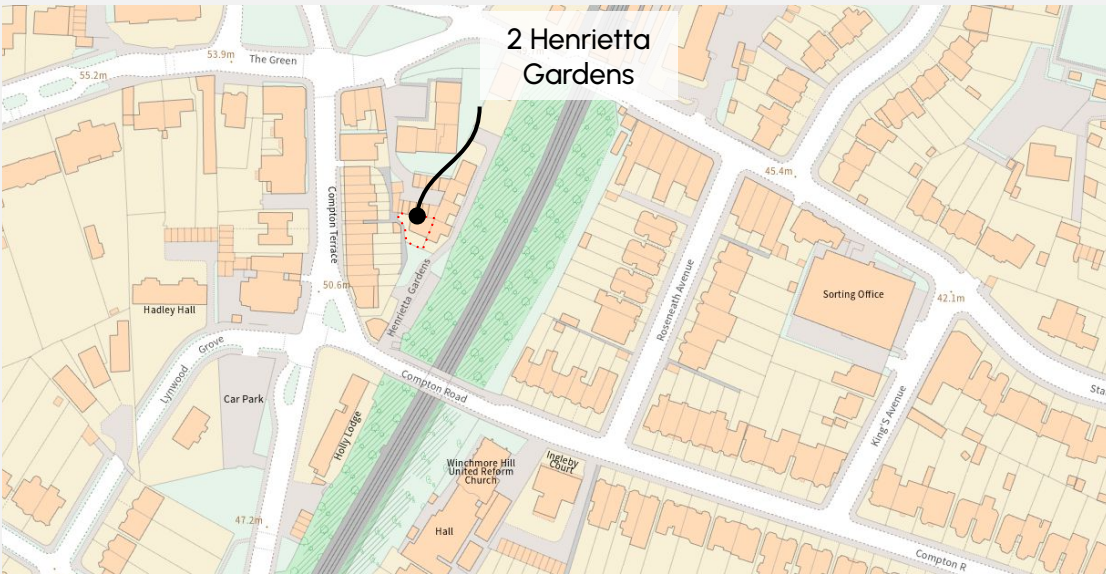 2 Henrietta
Gardens
53.9m
The Green
55.2m
45.4m
Compton Terrace
Henrietta Gardens
50.6m
Roseneath Avenue
Sorting Office
42.1m
Hadley Hall
Lynwood
Grove
Car Park
Compton Road
Sta
King'S Avenue
Holly Lodge
Winchmore Hill
United Reform
Church
Ingleby
Court
47.2m
Hall
Compton R